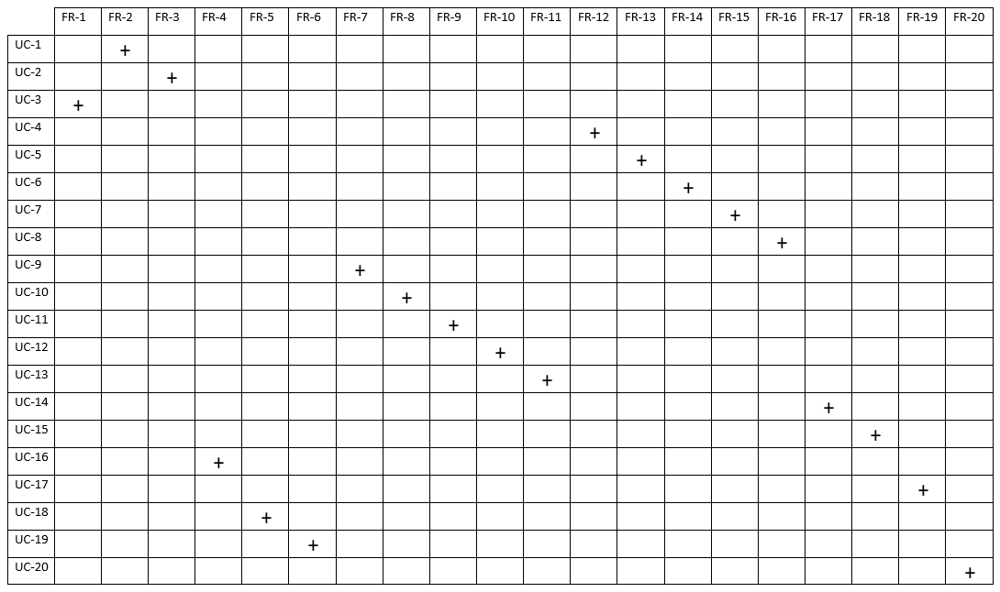 FR-1 FR-2 FR-3 FR-4 FR-5 FR-6 FR-7 FR-8 FR-9 FR-10 FR-11 FR-12 FR-13 FR-14 FR-15 FR-16 FR-17 FR-18 FR-19 FR-20
UC-1 +
UC-2 +
UC-3 +
UC-4 +
UC-5 +
UC-6 +
UC-7 +
UC-8 +
UC-9 +
UC-10 +
UC-11 +
UC-12 +
UC-13 +
UC-14 +
UC-15 +
UC-16 +
UC-17 +
UC-18 +
UC-19 +
UC-20 +